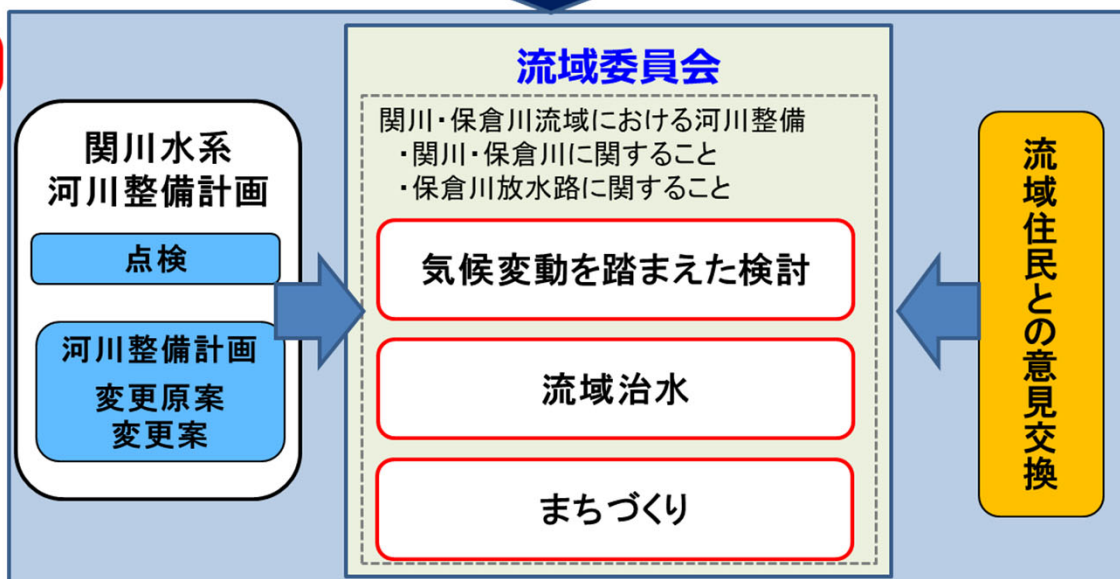 流域委員会
関川・保倉川流域における河川整備
・関川・保倉川に関すること
・保倉川放水路に関すること
気候変動を踏まえた検討
流域治水
まちづくり
関川水系
河川整備計画
点検
河川整備計画
変更原案
変更案
流域住民との意見交換